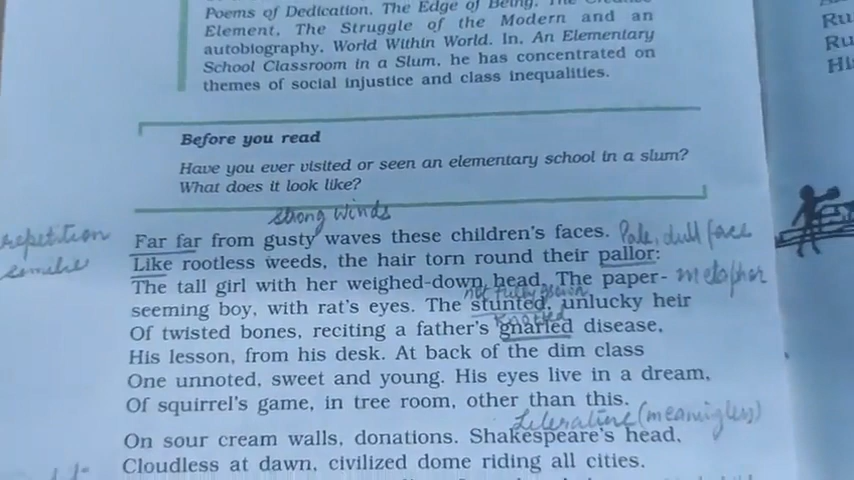 Poems of Dedication, The Edge of Being, The Creative
Element, The Struggle of the Modern and an
autobiography, World Within World. In, An Elementary
School Classroom in a Slum, he has concentrated on
themes of social injustice and class inequalities.
Before you read
Have you ever visited or seen an elementary school in a slum?
What does it look like?
strong winds
repetition
Far far from gusty waves these children's faces. Pale, dull face
simile
Like rootless weeds, the hair torn round their pallor:
The tall girl with her weighed-down head. The paper- metaphor
not fully grown
seeming boy, with rat's eyes. The stunted, unlucky heir
knotted
Of twisted bones, reciting a father's gnarled disease,
His lesson, from his desk. At back of the dim class
One unnoted, sweet and young. His eyes live in a dream,
Of squirrel's game, in tree room, other than this.
(meaningless)
On sour cream walls, donations. Shakespeare's head,
Cloudless at dawn, civilized dome riding all cities.
Ru
Ru
Hi